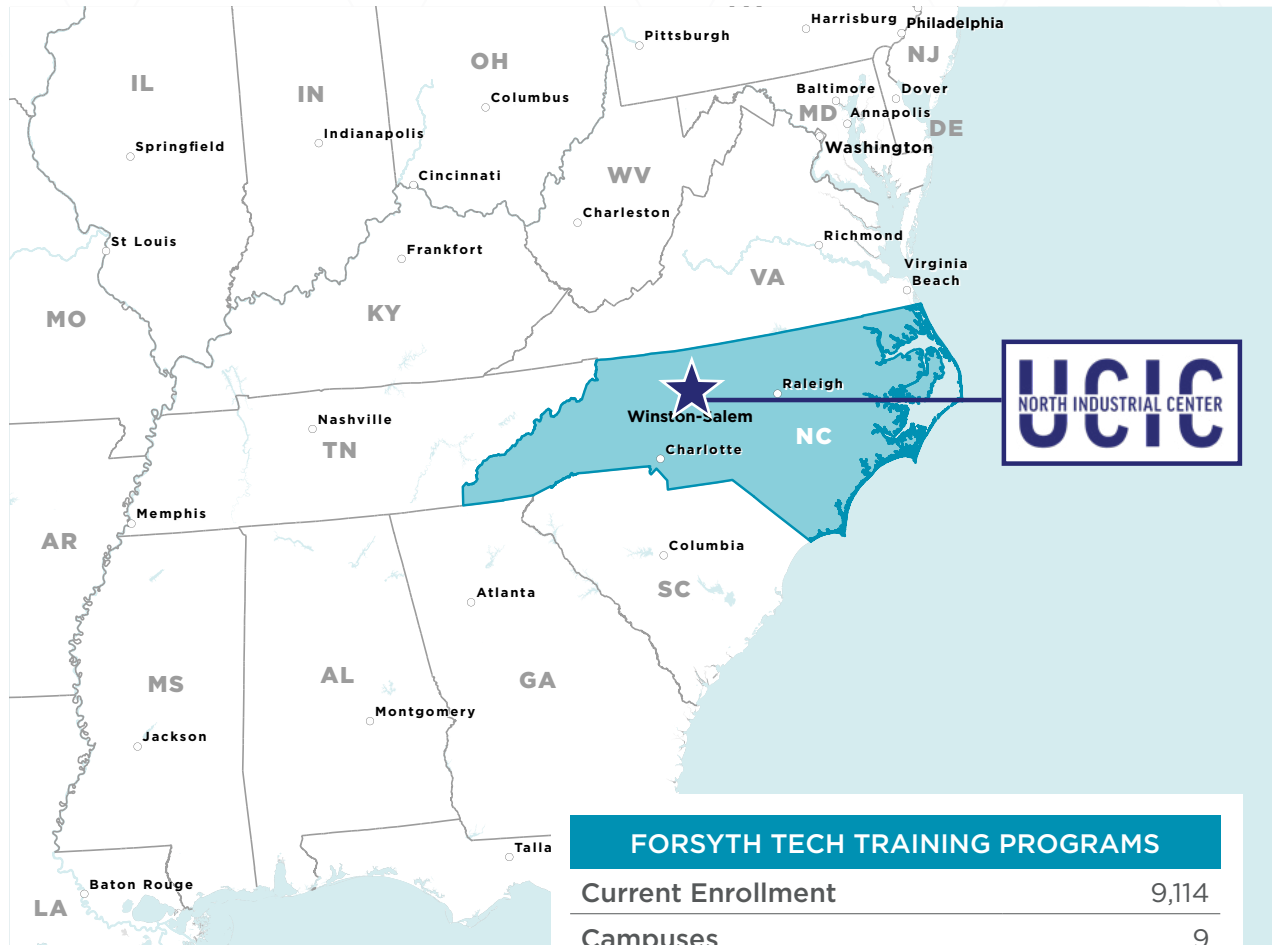 Harrisburg
Philadelphia
Pittsburgh
NJ
OH
IL
IN
Columbus
Baltimore
Dover
MD
Annapolis
DE
Indianapolis
Springfield
Washington
Cincinnati
WV
Charleston
St Louis
Frankfort
Richmond
Virginia
Beach
VA
MO
KY
UCIC
NORTH INDUSTRIAL CENTER
Raleigh
Winston-Salem
Nashville
TN
NC
Charlotte
Memphis
AR
Columbia
SC
Atlanta
MS
AL
GA
Montgomery
Jackson
Talla
Baton Rouge
LA
FORSYTH TECH TRAINING PROGRAMS
Current Enrollment 9,114
Campuses 9